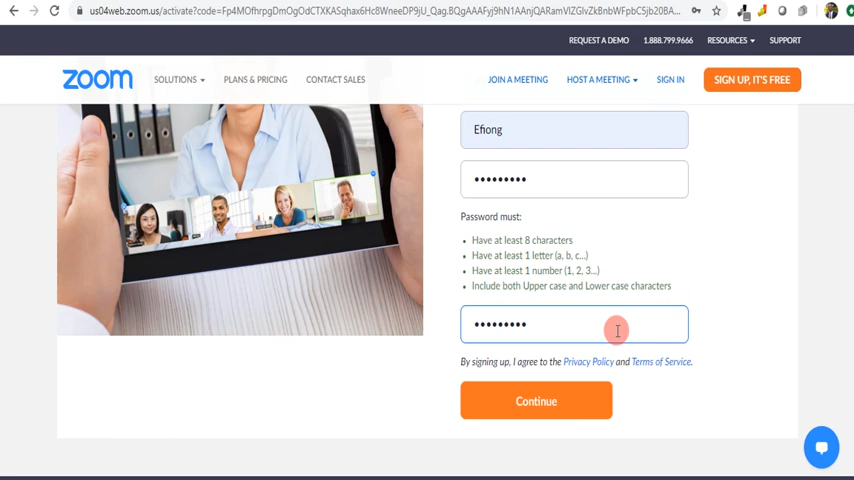 us04web.zoom.us/activate?code=
REQUEST A DEMO 1.888.799.9666 RESOURCES SUPPORT
zoom SOLUTIONS PLANS & PRICING CONTACT SALES JOIN A MEETING HOST A MEETING SIGN IN SIGN UP, IT'S FREE
Efiong
•••••••••
Password must:
• Have at least 8 characters
• Have at least 1 letter (a, b, c...)
• Have at least 1 number (1, 2, 3...)
• Include both Upper case and Lower case characters
•••••••••
By signing up, I agree to the Privacy Policy and Terms of Service.
Continue